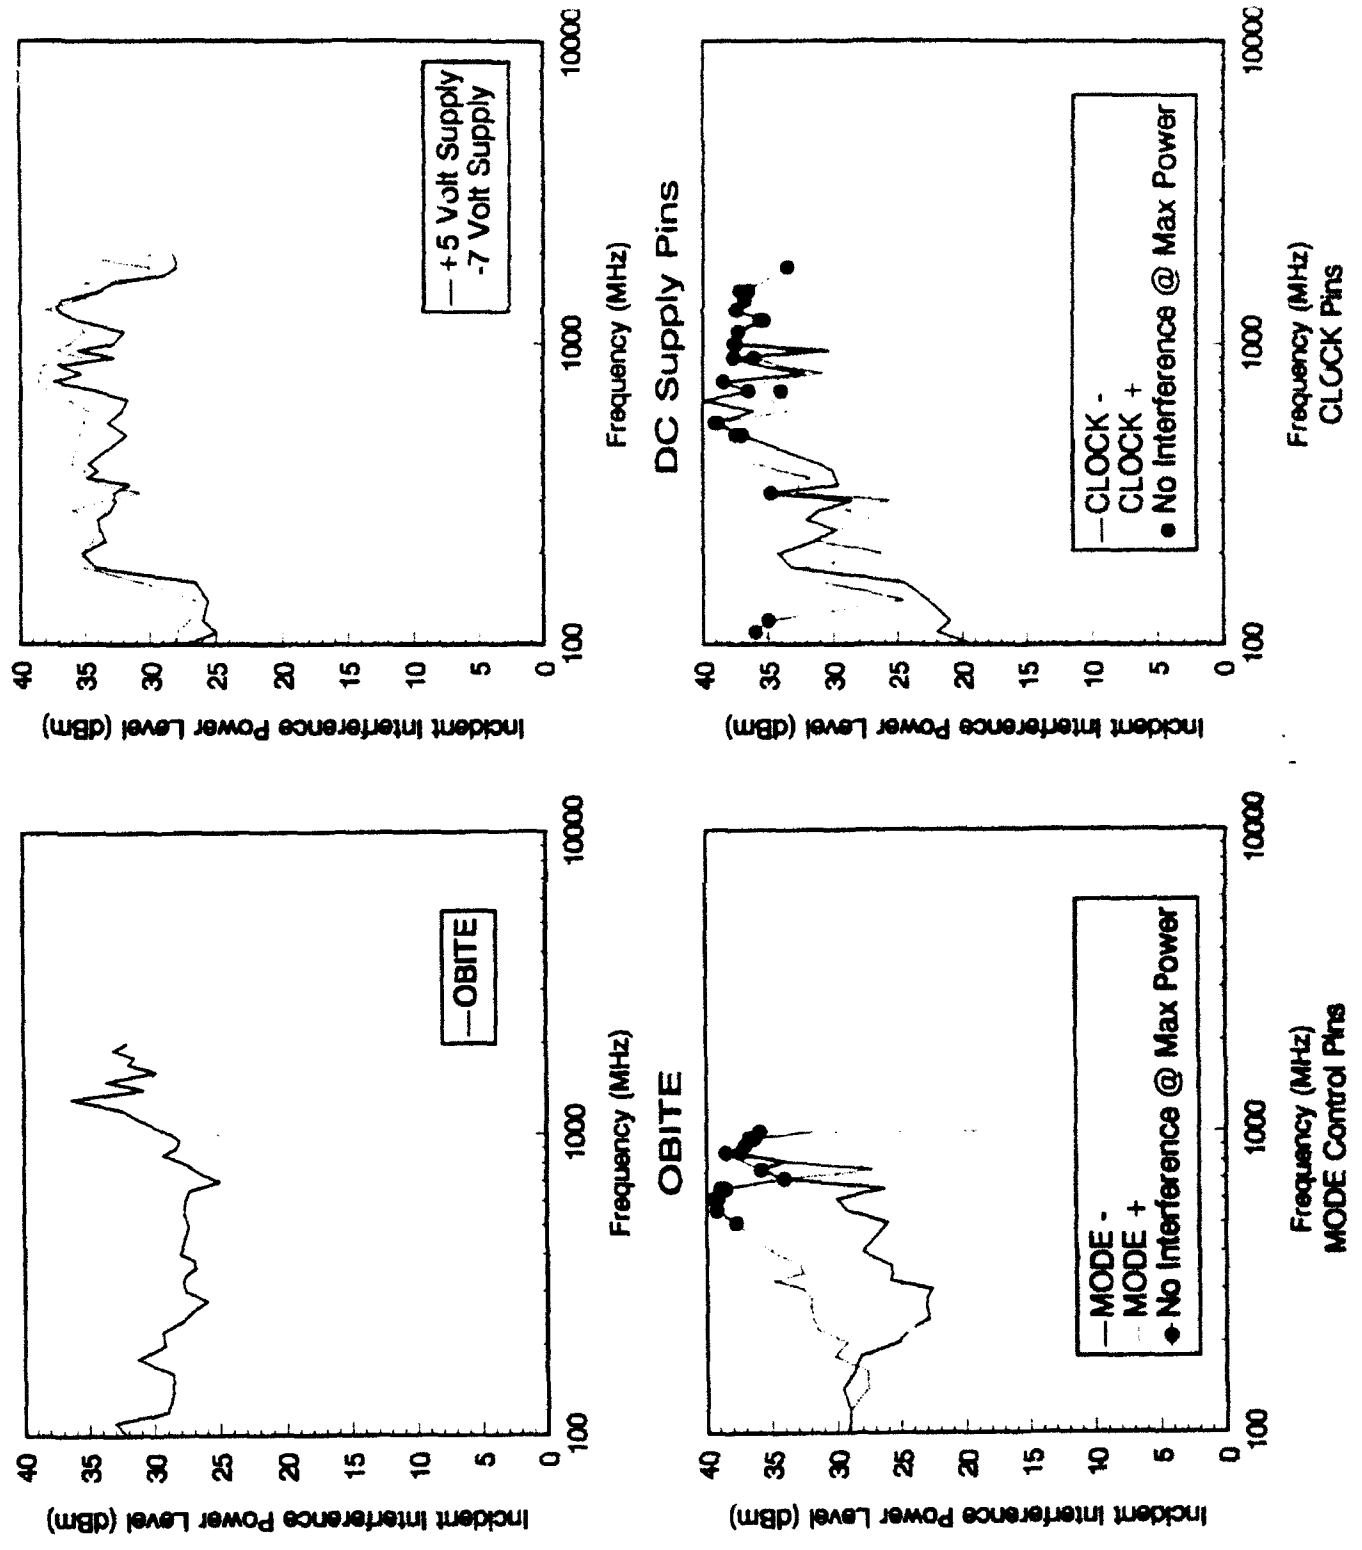 Incident Interference Power Level (dBm)
40
35
30
25
20
15
10
5
0
OBITE
100
1000
10000
Frequency (MHz)
OBITE
Incident Interference Power Level (dBm)
40
35
30
25
20
15
10
5
0
+5 Volt Supply
-7 Volt Supply
100
1000
10000
Frequency (MHz)
DC Supply Pins
Incident Interference Power Level (dBm)
40
35
30
25
20
15
10
5
0
MODE -
MODE +
No Interference @ Max Power
100
1000
10000
Frequency (MHz)
MODE Control Pins
Incident Interference Power Level (dBm)
40
35
30
25
20
15
10
5
0
CLOCK -
CLOCK +
No Interference @ Max Power
100
1000
10000
Frequency (MHz)
CLOCK Pins